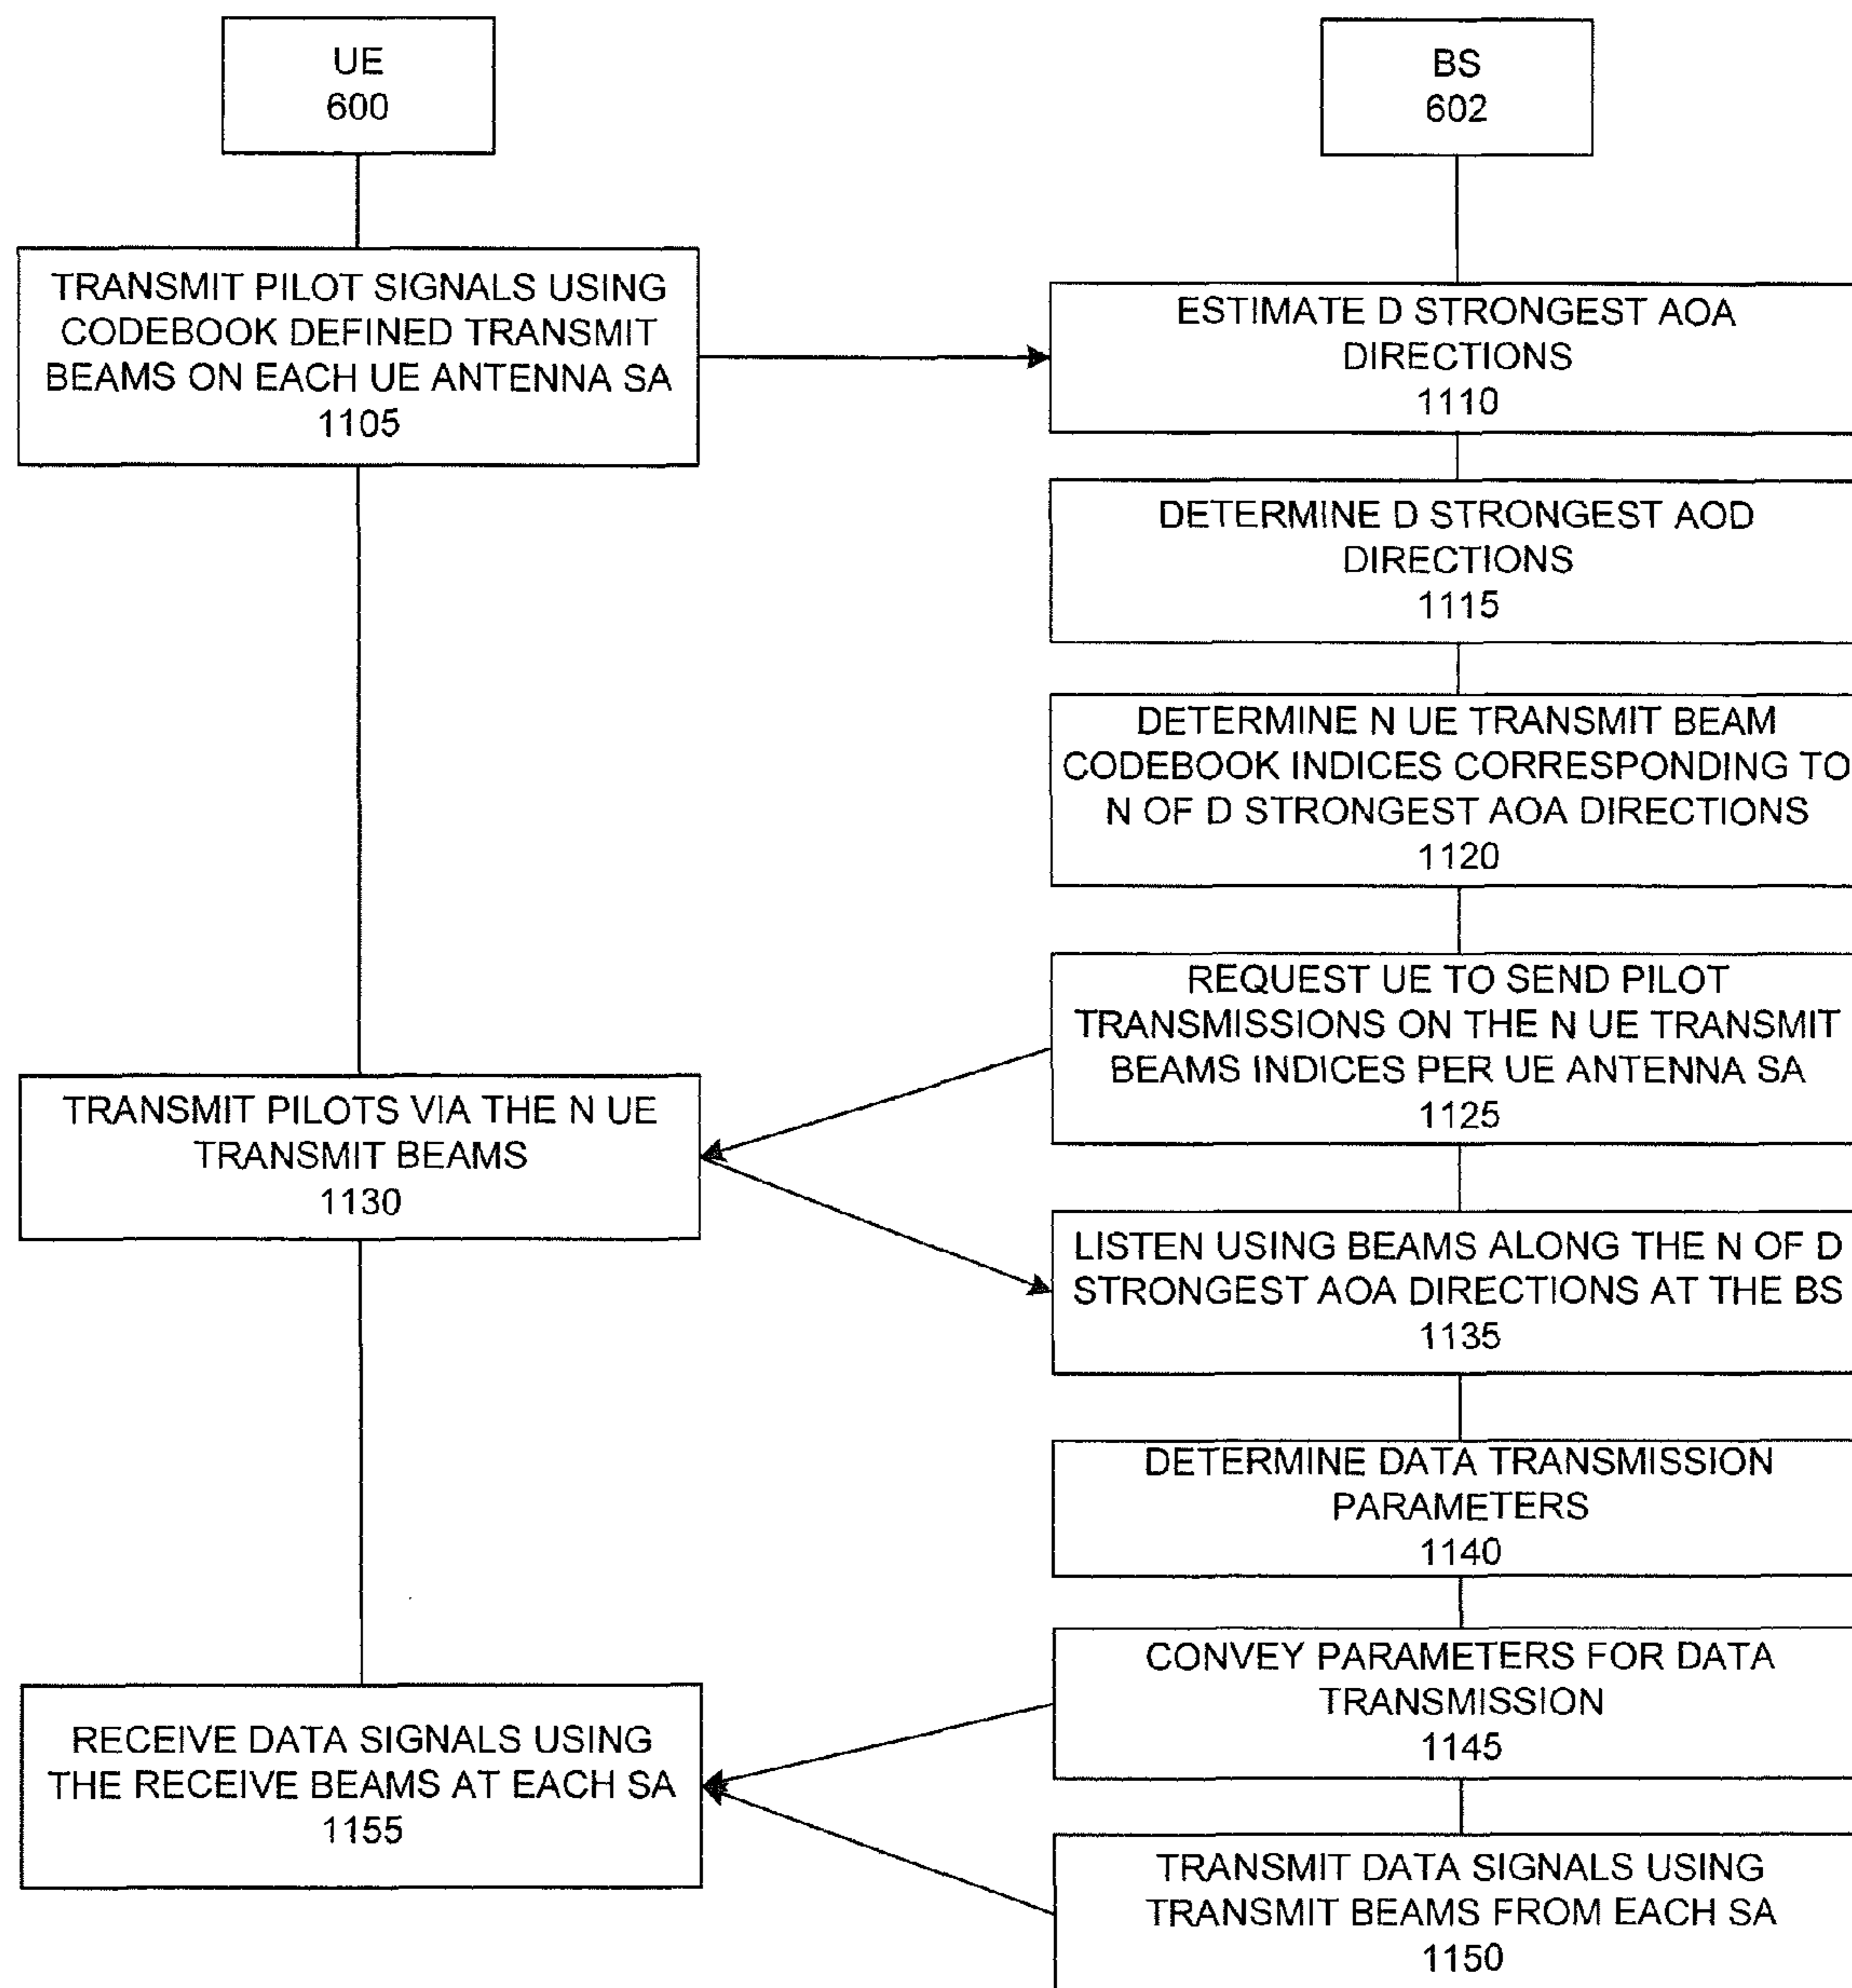 UE
600
BS
602
TRANSMIT PILOT SIGNALS USING
CODEBOOK DEFINED TRANSMIT
BEAMS ON EACH UE ANTENNA SA
1105
ESTIMATE D STRONGEST AOA
DIRECTIONS
1110
DETERMINE D STRONGEST AOD
DIRECTIONS
1115
DETERMINE N UE TRANSMIT BEAM
CODEBOOK INDICES CORRESPONDING TO
N OF D STRONGEST AOA DIRECTIONS
1120
REQUEST UE TO SEND PILOT
TRANSMISSIONS ON THE N UE TRANSMIT
BEAMS INDICES PER UE ANTENNA SA
1125
TRANSMIT PILOTS VIA THE N UE
TRANSMIT BEAMS
1130
LISTEN USING BEAMS ALONG THE N OF D
STRONGEST AOA DIRECTIONS AT THE BS
1135
DETERMINE DATA TRANSMISSION
PARAMETERS
1140
CONVEY PARAMETERS FOR DATA
TRANSMISSION
1145
RECEIVE DATA SIGNALS USING
THE RECEIVE BEAMS AT EACH SA
1155
TRANSMIT DATA SIGNALS USING
TRANSMIT BEAMS FROM EACH SA
1150